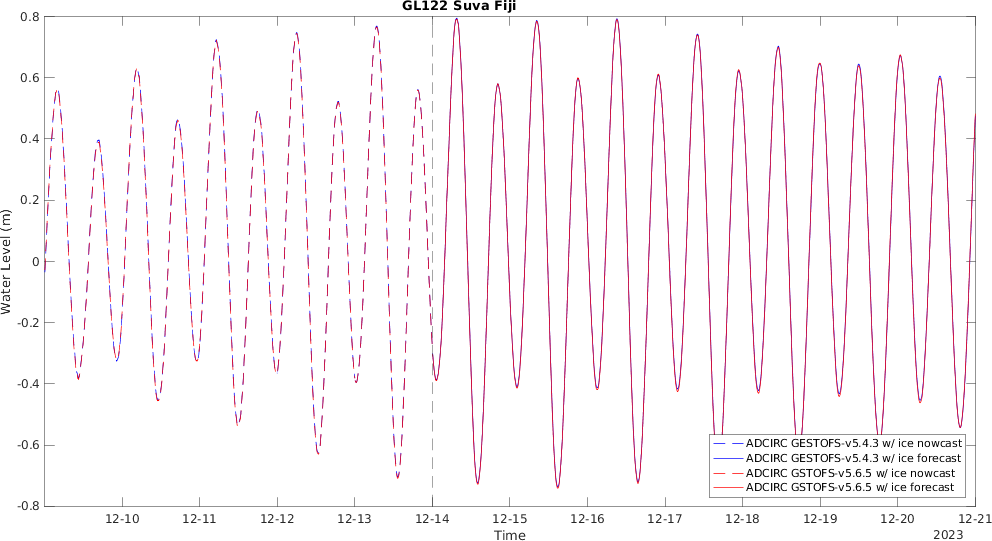 GL122 Suva Fiji
0.8
0.6
0.4
0.2
0
-0.2
-0.4
-0.6
-0.8
Water Level (m)
ADCIRC GESTOFS-v5.4.3 w/ ice nowcast
ADCIRC GESTOFS-v5.4.3 w/ ice forecast
ADCIRC GSTOFS-v5.6.5 w/ ice nowcast
ADCIRC GSTOFS-v5.6.5 w/ ice forecast
12-10 12-11 12-12 12-13 12-14 12-15 12-16 12-17 12-18 12-19 12-20 12-21
Time
2023